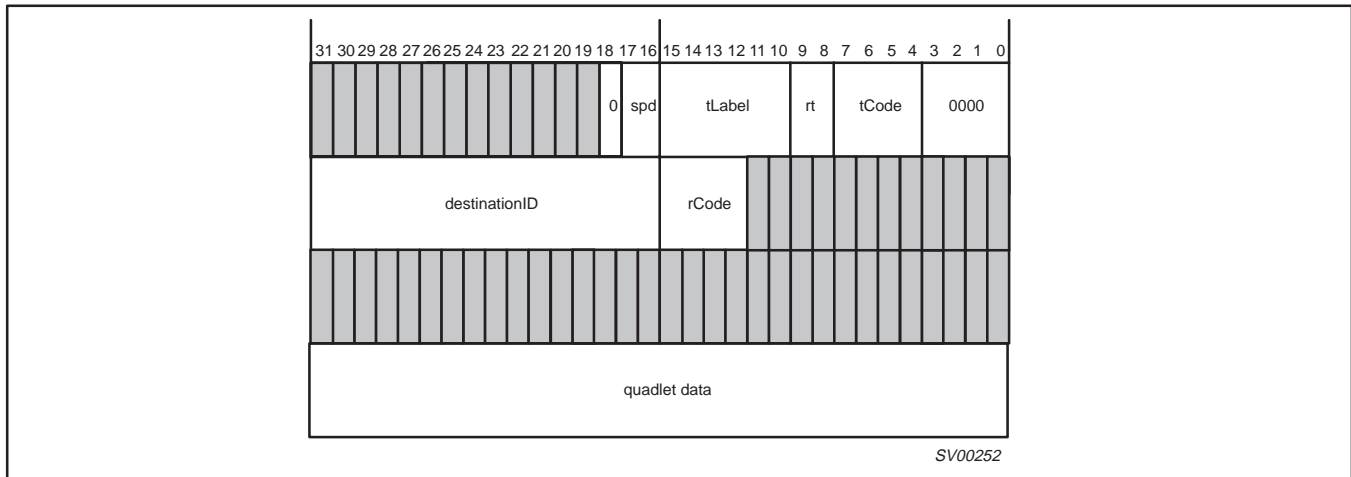 31 30 29 28 27 26 25 24 23 22 21 20 19 18 17 16 15 14 13 12 11 10 9 8 7 6 5 4 3 2 1 0
0 spd tLabel rt tCode 0000
destinationID rCode
quadlet data
SV00252